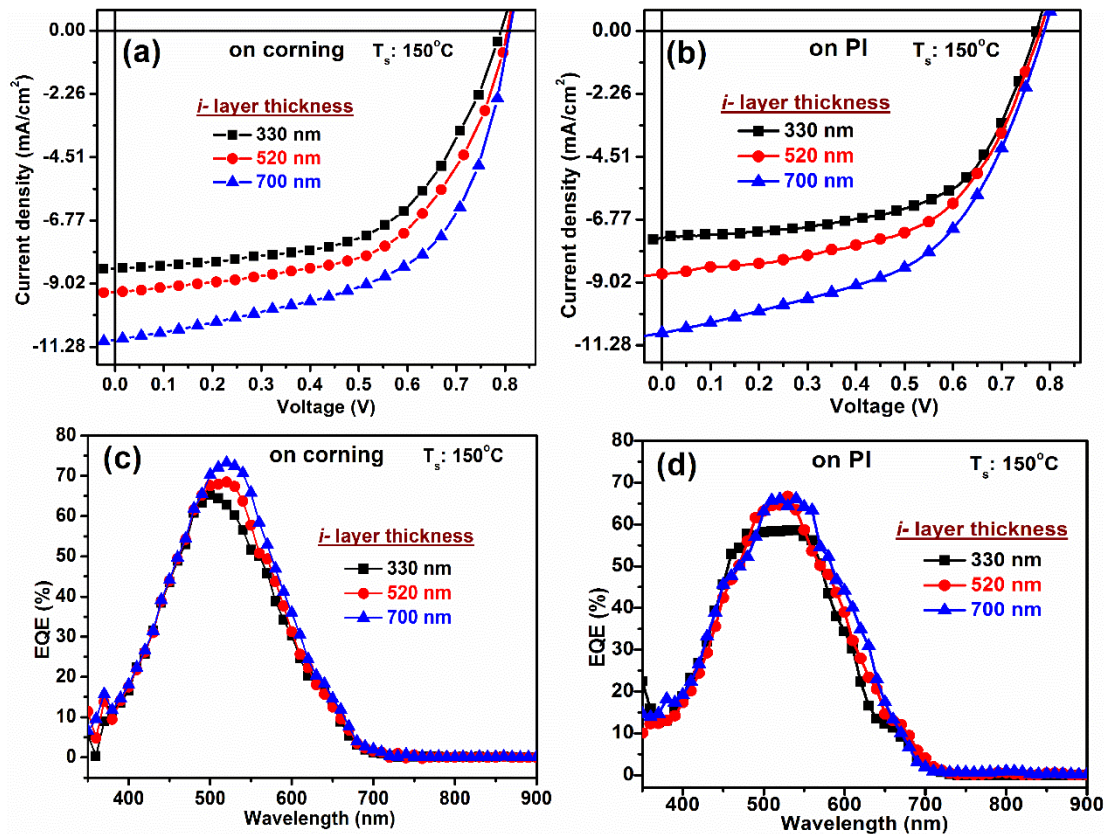 (a)
on corning
Ts: 150°C
i- layer thickness
330 nm
520 nm
700 nm
Current density (mA/cm²)
0.00
-2.26
-4.51
-6.77
-9.02
-11.28
0.0 0.1 0.2 0.3 0.4 0.5 0.6 0.7 0.8
Voltage (V)
(b)
on PI
Ts: 150°C
i- layer thickness
330 nm
520 nm
700 nm
Current density (mA/cm²)
0.00
-2.26
-4.51
-6.77
-9.02
-11.28
0.0 0.1 0.2 0.3 0.4 0.5 0.6 0.7 0.8
Voltage (V)
(c)
on corning
Ts: 150°C
i- layer thickness
330 nm
520 nm
700 nm
EQE (%)
80
70
60
50
40
30
20
10
0
400 500 600 700 800 900
Wavelength (nm)
(d)
on PI
Ts: 150°C
i- layer thickness
330 nm
520 nm
700 nm
EQE (%)
80
70
60
50
40
30
20
10
0
400 500 600 700 800 900
Wavelength (nm)